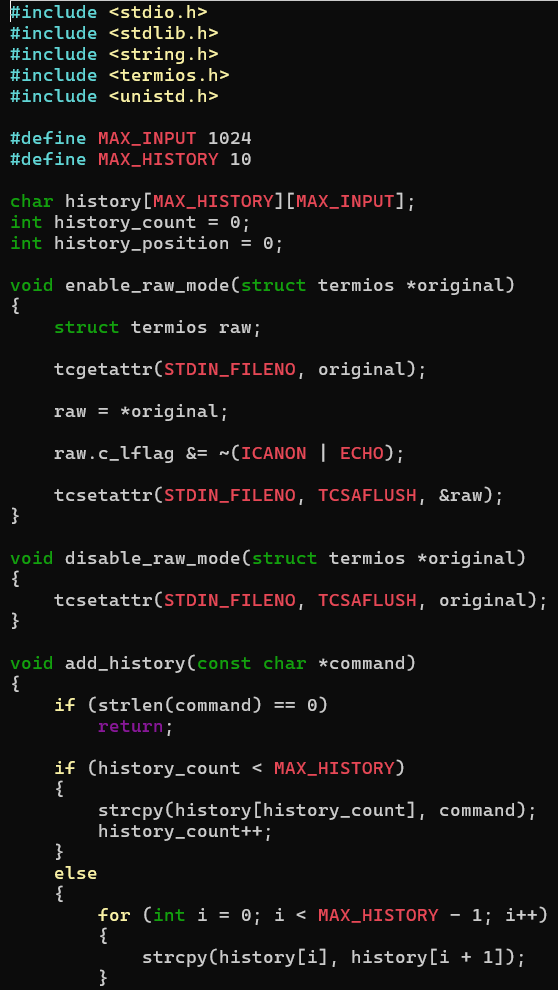 #include <stdio.h>
#include <stdlib.h>
#include <string.h>
#include <termios.h>
#include <unistd.h>

#define MAX_INPUT 1024
#define MAX_HISTORY 10

char history[MAX_HISTORY][MAX_INPUT];
int history_count = 0;
int history_position = 0;

void enable_raw_mode(struct termios *original)
{
    struct termios raw;

    tcgetattr(STDIN_FILENO, original);

    raw = *original;

    raw.c_lflag &= ~(ICANON | ECHO);

    tcsetattr(STDIN_FILENO, TCSAFLUSH, &raw);
}

void disable_raw_mode(struct termios *original)
{
    tcsetattr(STDIN_FILENO, TCSAFLUSH, original);
}

void add_history(const char *command)
{
    if (strlen(command) == 0)
        return;

    if (history_count < MAX_HISTORY)
    {
        strcpy(history[history_count], command);
        history_count++;
    }
    else
    {
        for (int i = 0; i < MAX_HISTORY - 1; i++)
        {
            strcpy(history[i], history[i + 1]);
        }